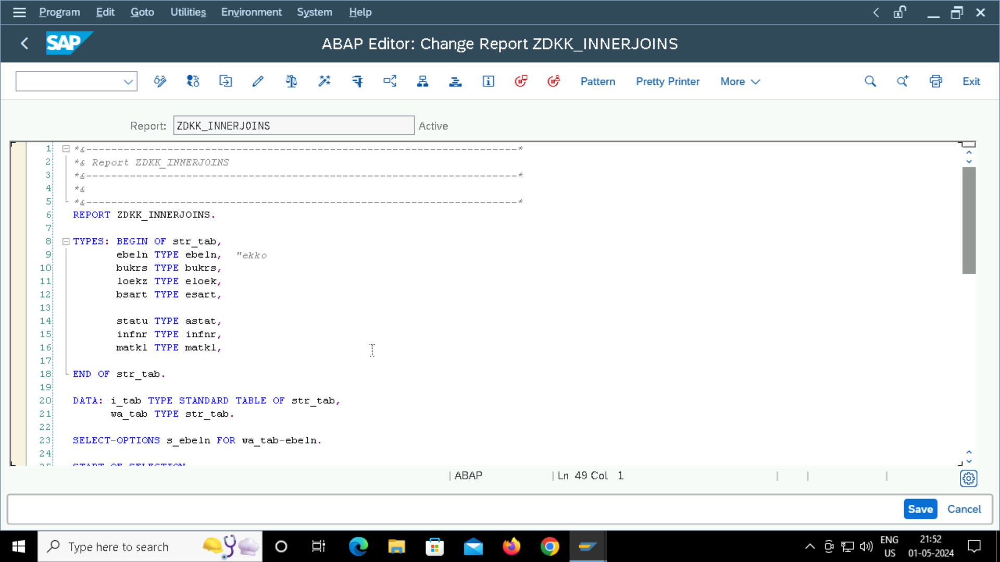 Program Edit Goto Utilities Environment System Help
SAP ABAP Editor: Change Report ZDKK_INNERJOINS
Pattern Pretty Printer More Exit
Report: ZDKK_INNERJOINS Active
1 *&---------------------------------------------------------------------*
2 *& Report ZDKK_INNERJOINS
3 *&---------------------------------------------------------------------*
4 *&
5 *&---------------------------------------------------------------------*
6 REPORT ZDKK_INNERJOINS.
7
8 TYPES: BEGIN OF str_tab,
9 ebeln TYPE ebeln, "ekko
10 bukrs TYPE bukrs,
11 loekz TYPE eloek,
12 bsart TYPE esart,
13
14 statu TYPE astat,
15 infnr TYPE infnr,
16 matkl TYPE matkl,
17
18 END OF str_tab.
19
20 DATA: i_tab TYPE STANDARD TABLE OF str_tab,
21 wa_tab TYPE str_tab.
22
23 SELECT-OPTIONS s_ebeln FOR wa_tab-ebeln.
24
25 START-OF-SELECTION
ABAP Ln 49 Col 1
Save Cancel
Type here to search
ENG 21:52
US 01-05-2024